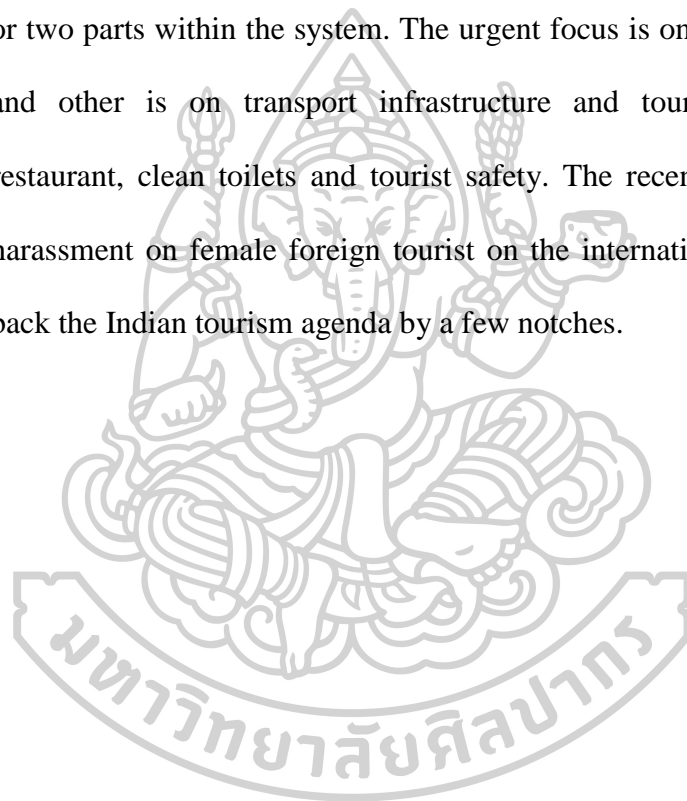 or two parts within the system. The urgent focus is on
and other is on transport infrastructure and tour
restaurant, clean toilets and tourist safety. The recen
harassment on female foreign tourist on the internati
back the Indian tourism agenda by a few notches.
มหาวิทยาลัยศิลปากร